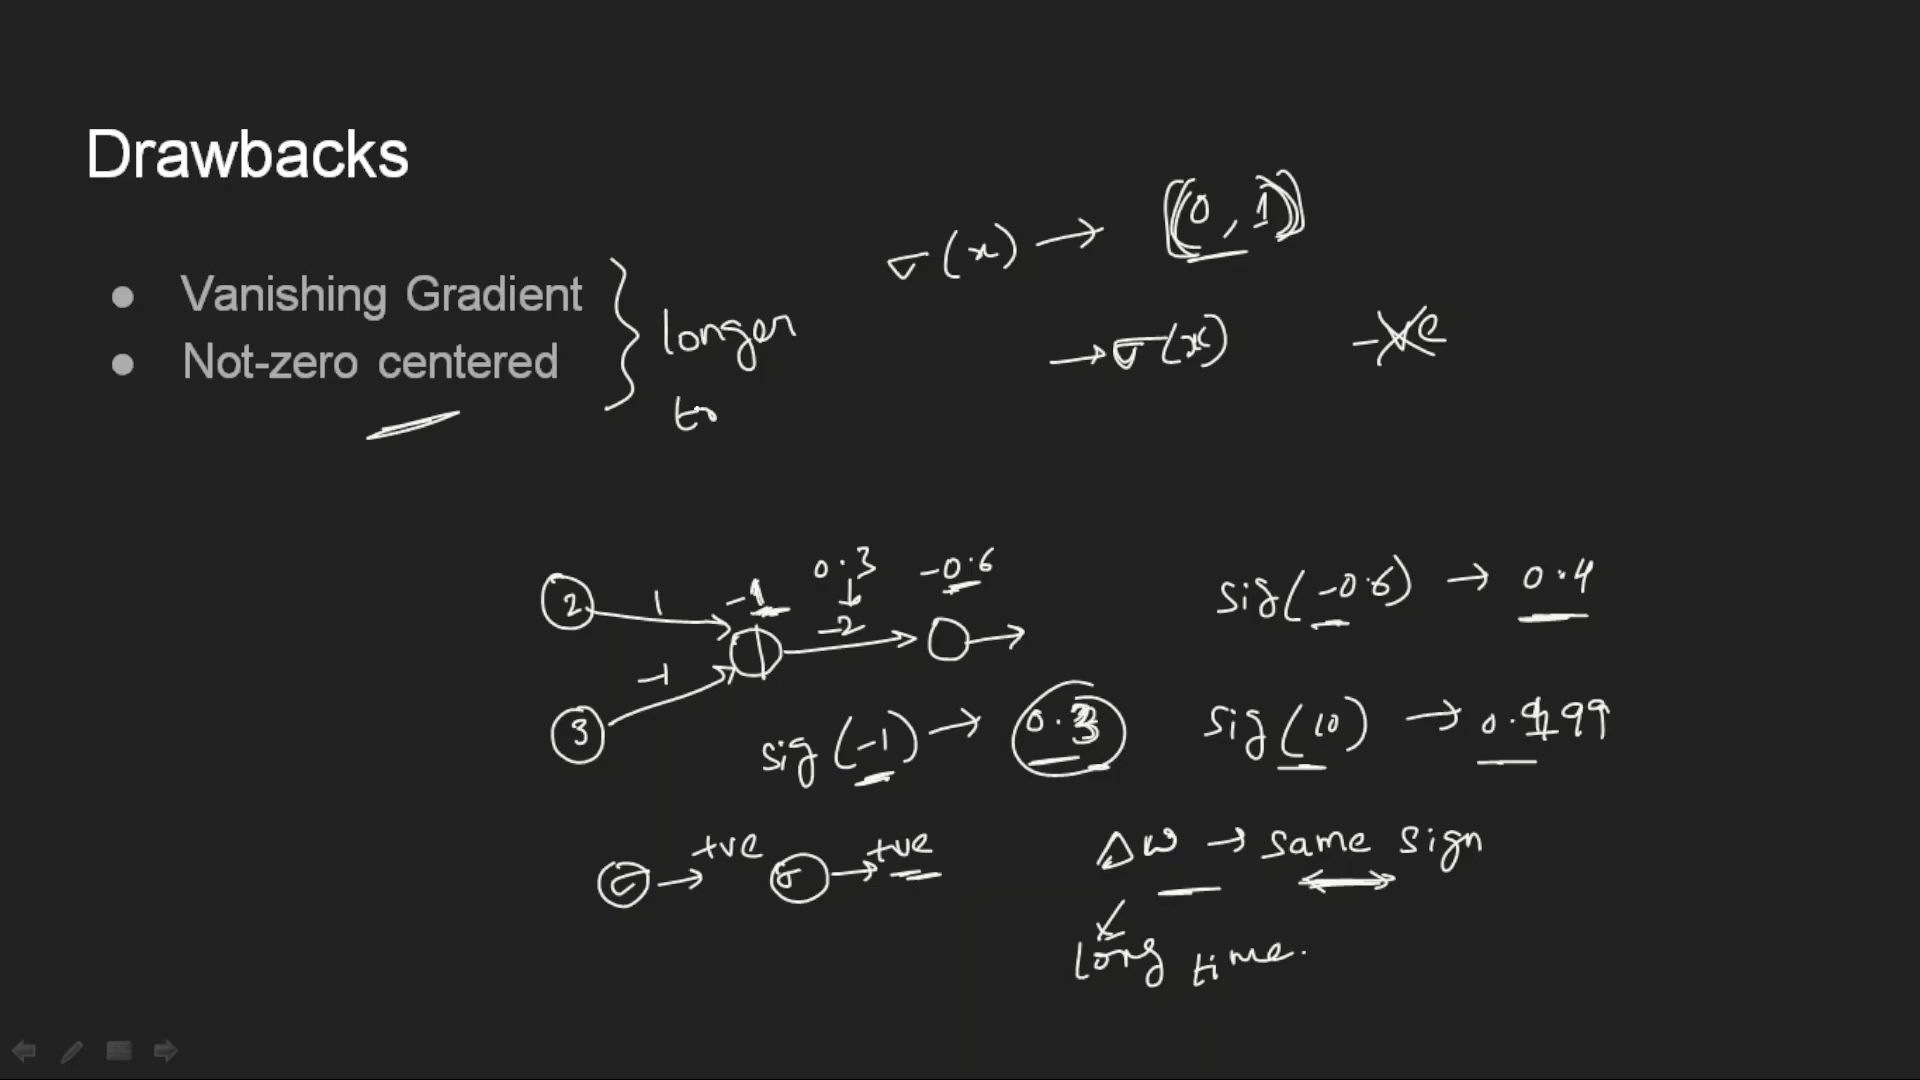 Drawbacks
σ(x) → (0, 1)
• Vanishing Gradient
• Not-zero centered
longer
to
→ σ(x) -ve
0.3
-0.6
2 1 -1
-2
sig(-0.6) → 0.4
-1
3
sig(-1) → 0.3
sig(10) → 0.999
σ → +ve σ → +ve
Δw → same sign
long time.